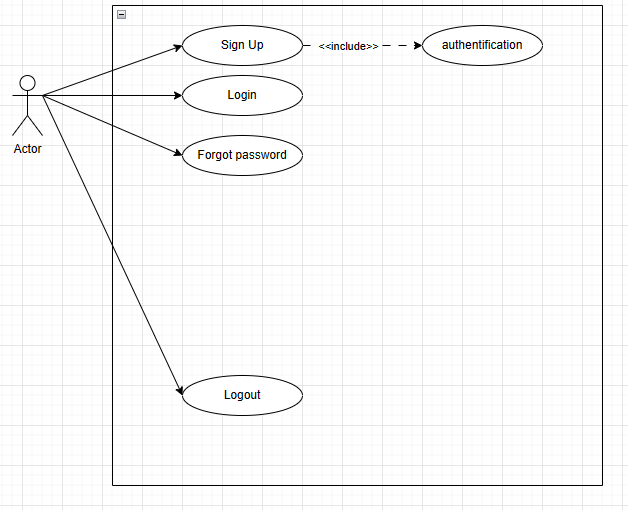 Sign Up
<<include>>
authentification
Login
Forgot password
Actor
Logout